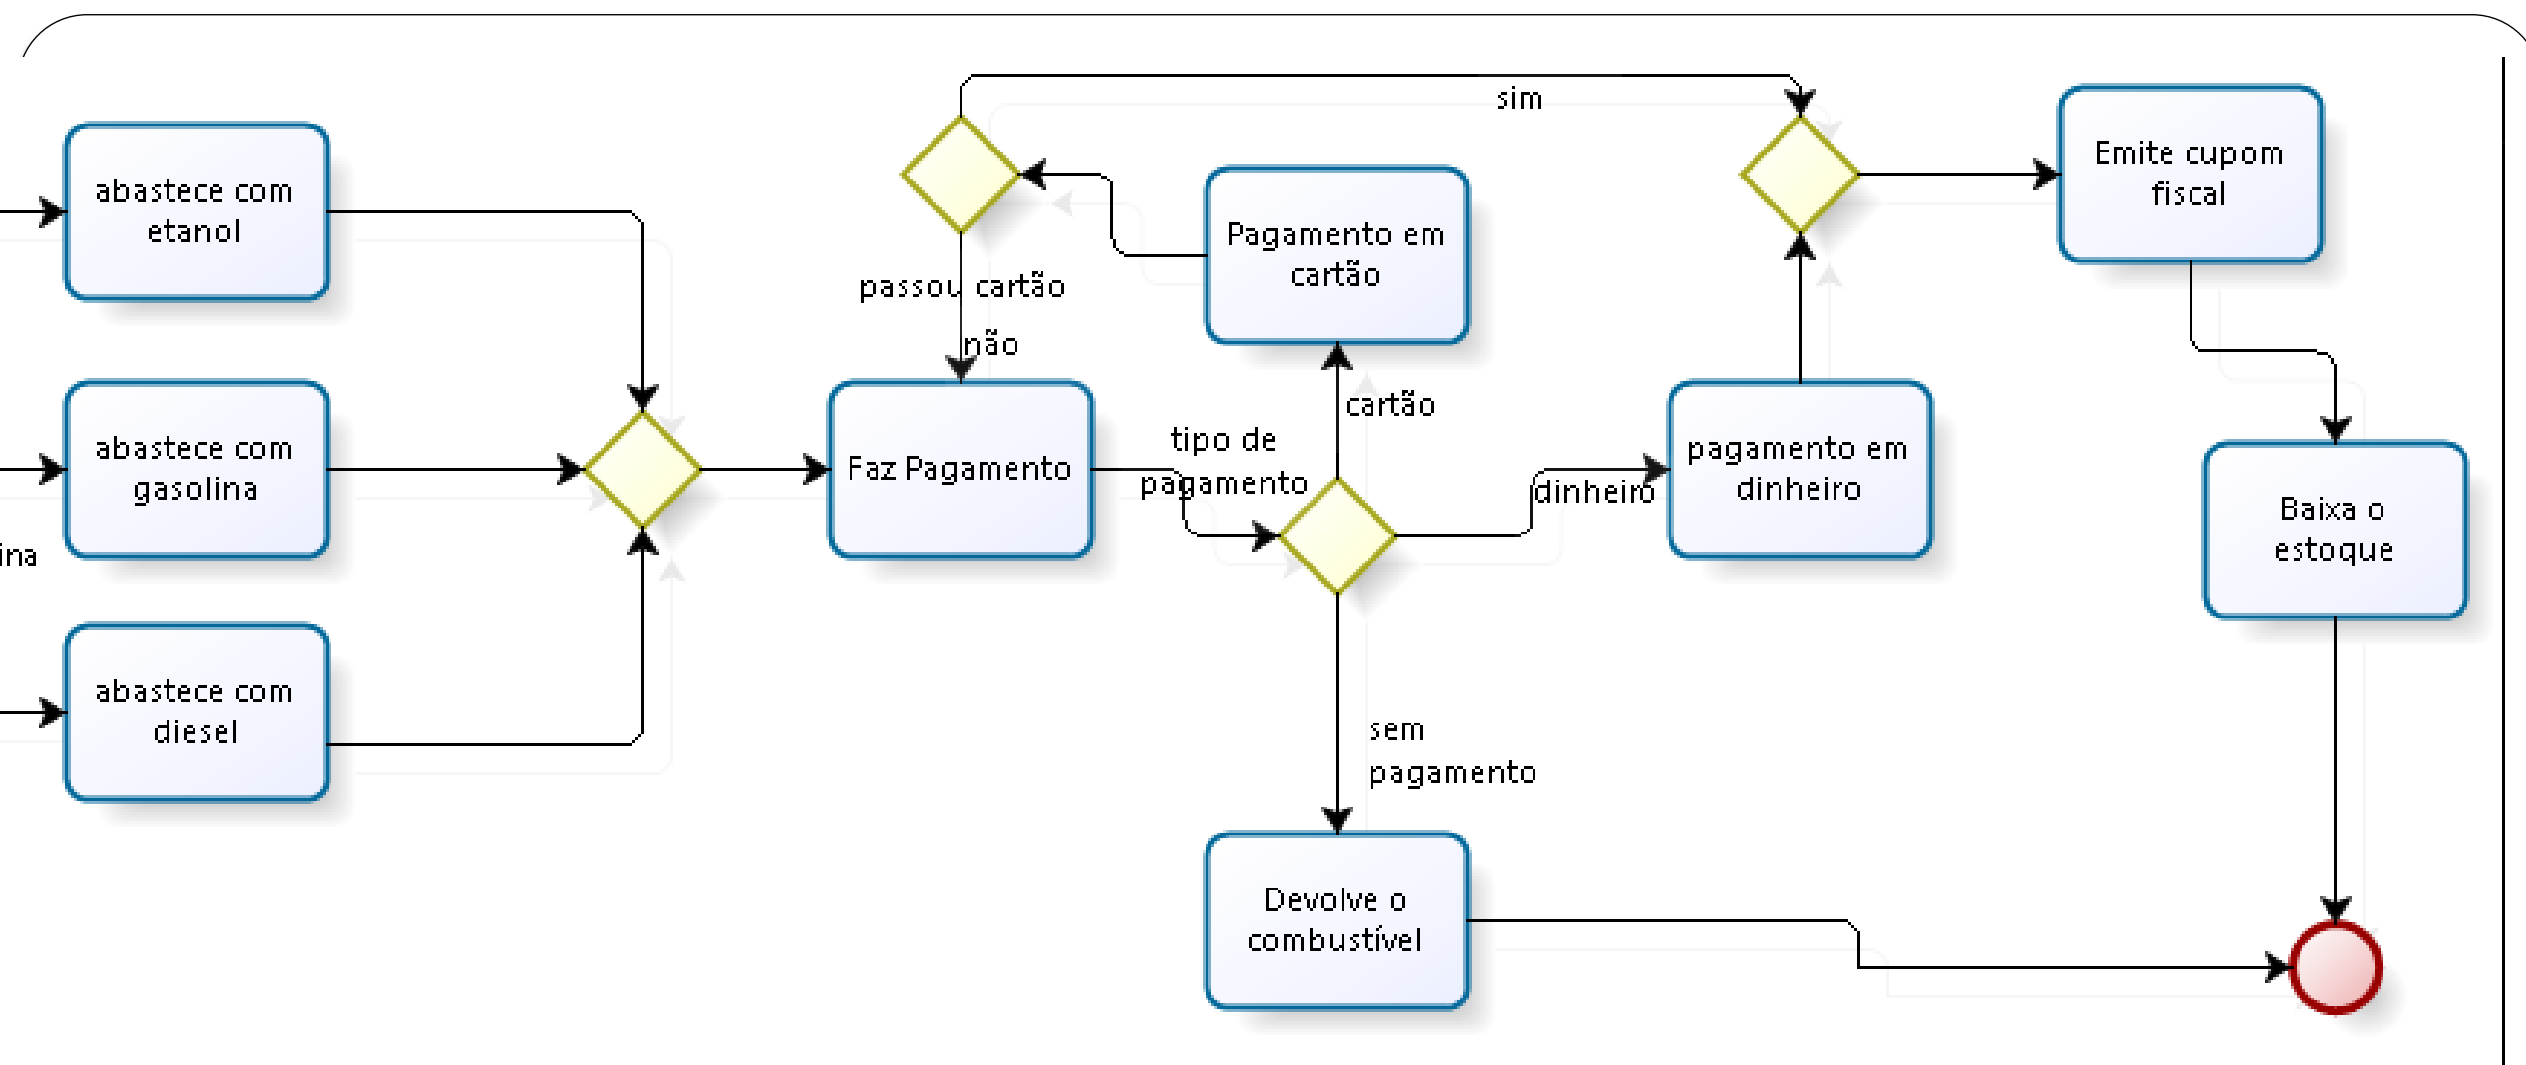 abastece com
etanol
abastece com
gasolina
ina
abastece com
diesel
sim
passou cartão
não
Faz Pagamento
Pagamento em
cartão
tipo de
pagamento
cartão
dinheiro
pagamento em
dinheiro
sem
pagamento
Devolve o
combustível
Emite cupom
fiscal
Baixa o
estoque